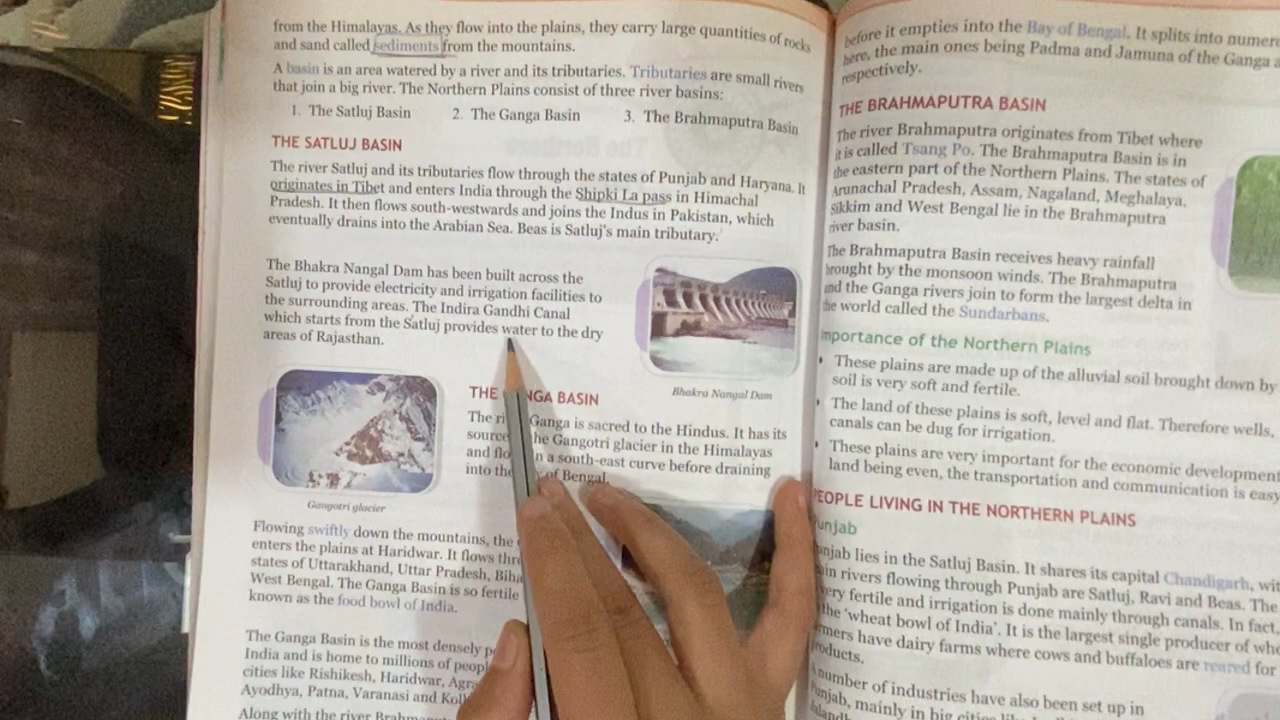 from the Himalayas. As they flow into the plains, they carry large quantities of rocks
and sand called sediments from the mountains.
A basin is an area watered by a river and its tributaries. Tributaries are small rivers
that join a big river. The Northern Plains consist of three river basins:
1. The Satluj Basin 2. The Ganga Basin 3. The Brahmaputra Basin
THE SATLUJ BASIN
The river Satluj and its tributaries flow through the states of Punjab and Haryana. It
originates in Tibet and enters India through the Shipki La pass in Himachal
Pradesh. It then flows south-westwards and joins the Indus in Pakistan, which
eventually drains into the Arabian Sea. Beas is Satluj's main tributary.
The Bhakra Nangal Dam has been built across the
Satluj to provide electricity and irrigation facilities to
the surrounding areas. The Indira Gandhi Canal
which starts from the Satluj provides water to the dry
areas of Rajasthan.
Bhakra Nangal Dam
THE GANGA BASIN
The Ganga is sacred to the Hindus. It has its
source the Gangotri glacier in the Himalayas
and a south-east curve before draining
into the of Bengal.
Gangotri glacier
Flowing swiftly down the mountains, the
enters the plains at Haridwar. It flows
states of Uttarakhand, Uttar Pradesh,
West Bengal. The Ganga Basin is so fertile
known as the food bowl of India.
The Ganga Basin is the most densely
India and is home to millions of
cities like Rishikesh, Haridwar,
Ayodhya, Patna, Varanasi and
Along with the river
before it empties into the Bay of Bengal. It splits into
here, the main ones being Padma and Jamuna of the Ganga
respectively.
THE BRAHMAPUTRA BASIN
The river Brahmaputra originates from Tibet where
it is called Tsang Po. The Brahmaputra Basin is in
the eastern part of the Northern Plains. The states of
Arunachal Pradesh, Assam, Nagaland, Meghalaya,
Sikkim and West Bengal lie in the Brahmaputra
river basin.
The Brahmaputra Basin receives heavy rainfall
brought by the monsoon winds. The Brahmaputra
and the Ganga rivers join to form the largest delta in
the world called the Sundarbans.
Importance of the Northern Plains
• These plains are made up of the alluvial soil brought down by
soil is very soft and fertile.
• The land of these plains is soft, level and flat. Therefore wells,
canals can be dug for irrigation.
• These plains are very important for the economic development
land being even, the transportation and communication is easy
PEOPLE LIVING IN THE NORTHERN PLAINS
Punjab
Punjab lies in the Satluj Basin. It shares its capital Chandigarh,
main rivers flowing through Punjab are Satluj, Ravi and Beas. The
very fertile and irrigation is done mainly through canals. In fact,
the 'wheat bowl of India'. It is the largest single producer of
farmers have dairy farms where cows and buffaloes are reared for
products.
A number of industries have also been set up in
Punjab, mainly in big cities